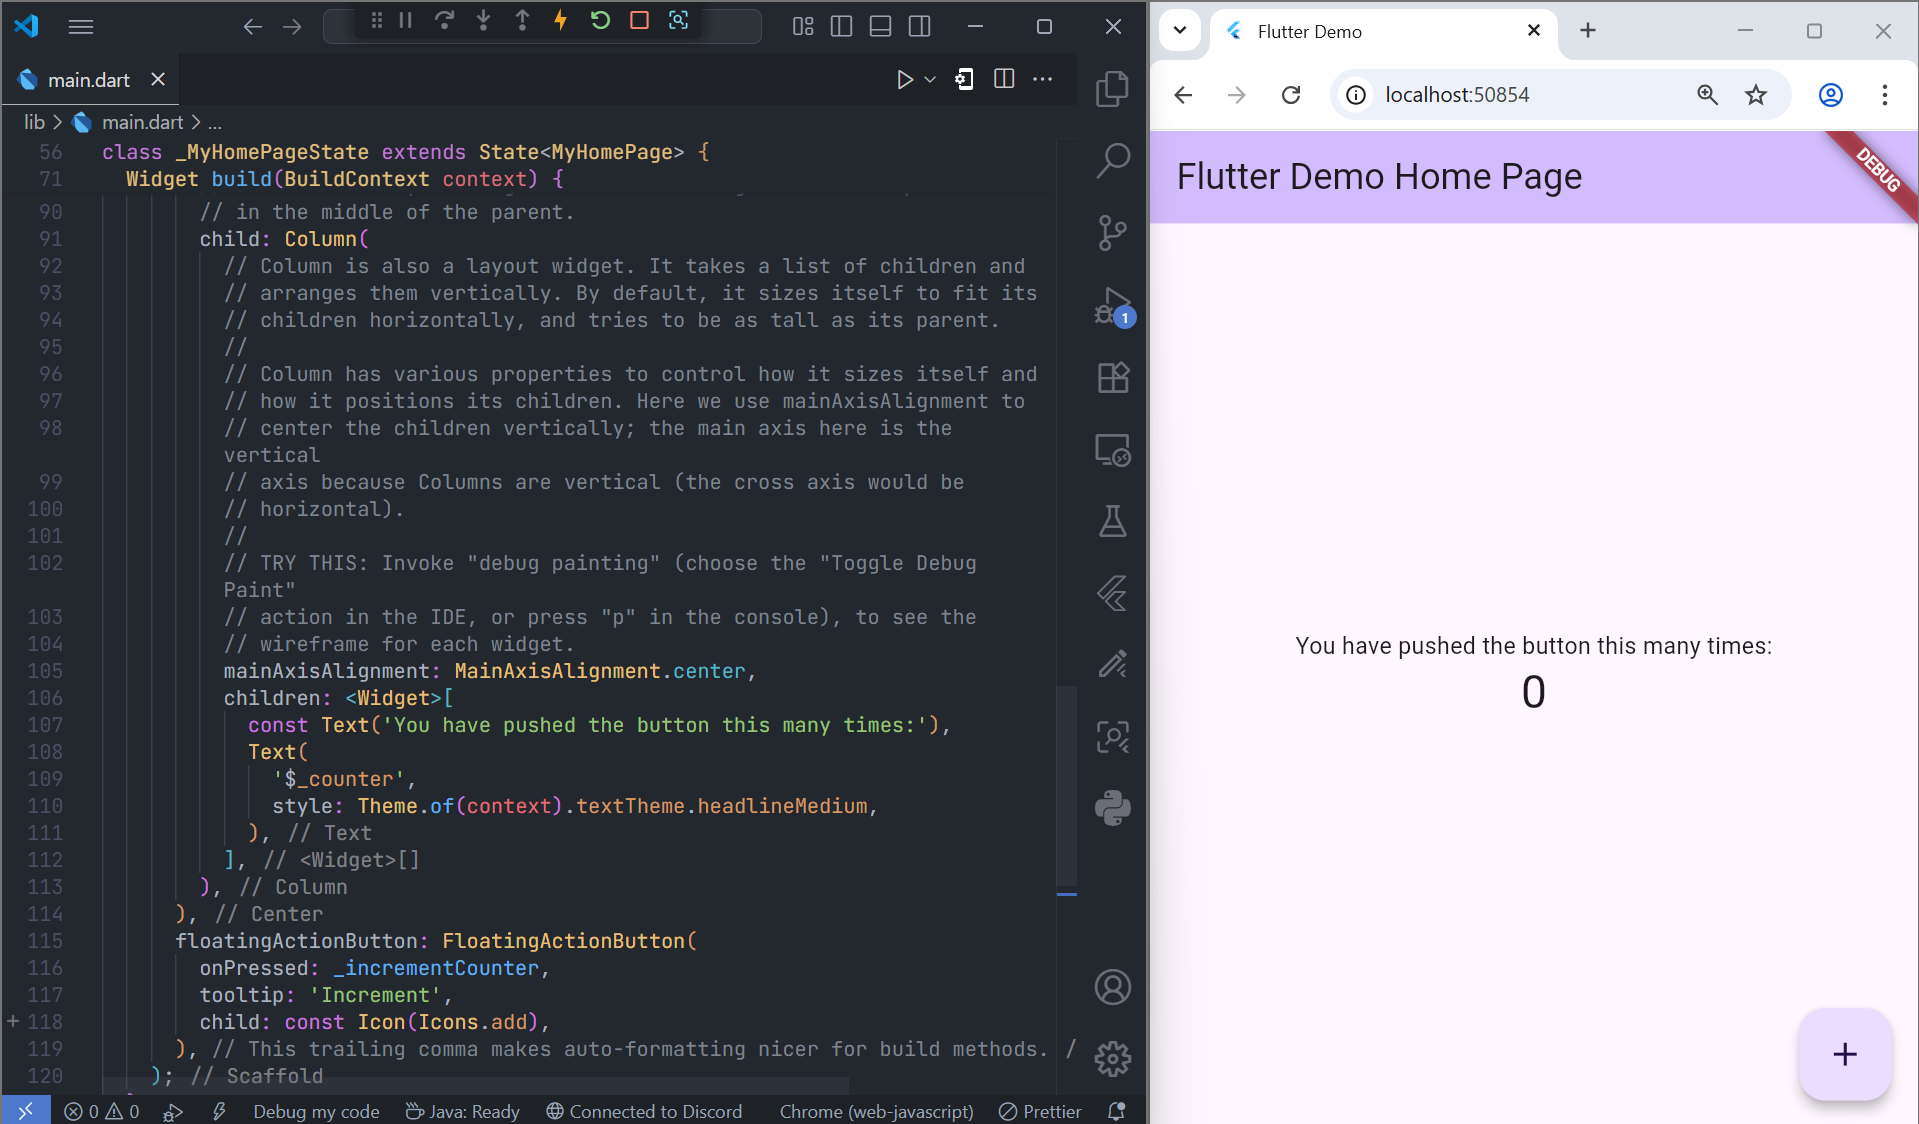 main.dart
lib > main.dart > ...
56 class _MyHomePageState extends State<MyHomePage> {
71 Widget build(BuildContext context) {
90 // in the middle of the parent.
91 child: Column(
92 // Column is also a layout widget. It takes a list of children and
93 // arranges them vertically. By default, it sizes itself to fit its
94 // children horizontally, and tries to be as tall as its parent.
95 //
96 // Column has various properties to control how it sizes itself and
97 // how it positions its children. Here we use mainAxisAlignment to
98 // center the children vertically; the main axis here is the
vertical
99 // axis because Columns are vertical (the cross axis would be
100 // horizontal).
101 //
102 // TRY THIS: Invoke "debug painting" (choose the "Toggle Debug
Paint"
103 // action in the IDE, or press "p" in the console), to see the
104 // wireframe for each widget.
105 mainAxisAlignment: MainAxisAlignment.center,
106 children: <Widget>[
107 const Text('You have pushed the button this many times:'),
108 Text(
109 '$_counter',
110 style: Theme.of(context).textTheme.headlineMedium,
111 ), // Text
112 ], // <Widget>[]
113 ), // Column
114 ), // Center
115 floatingActionButton: FloatingActionButton(
116 onPressed: _incrementCounter,
117 tooltip: 'Increment',
118 child: const Icon(Icons.add),
119 ), // This trailing comma makes auto-formatting nicer for build methods. /
120 ); // Scaffold
1
0 0 Debug my code Java: Ready Connected to Discord Chrome (web-javascript) Prettier
Flutter Demo
localhost:50854
Flutter Demo Home Page
DEBUG
You have pushed the button this many times:
0